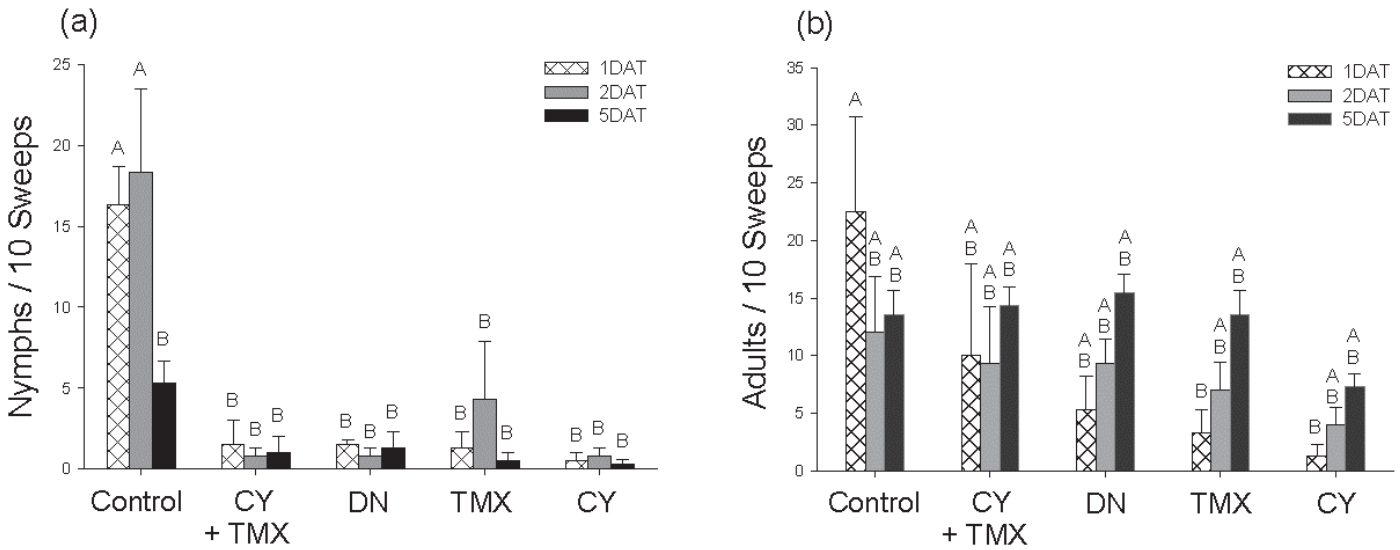 (a)
Nymphs / 10 Sweeps
25
20
15
10
5
0
1DAT
2DAT
5DAT
A
A
B
B
B
B
B
B
B
B
B
B
B
B
B
Control
CY
+ TMX
DN
TMX
CY
(b)
Adults / 10 Sweeps
35
30
25
20
15
10
5
0
1DAT
2DAT
5DAT
A
A
B
A
B
A
B
A
B
A
B
A
B
A
B
A
B
A
B
A
B
A
B
B
A
B
A
B
Control
CY
+ TMX
DN
TMX
CY